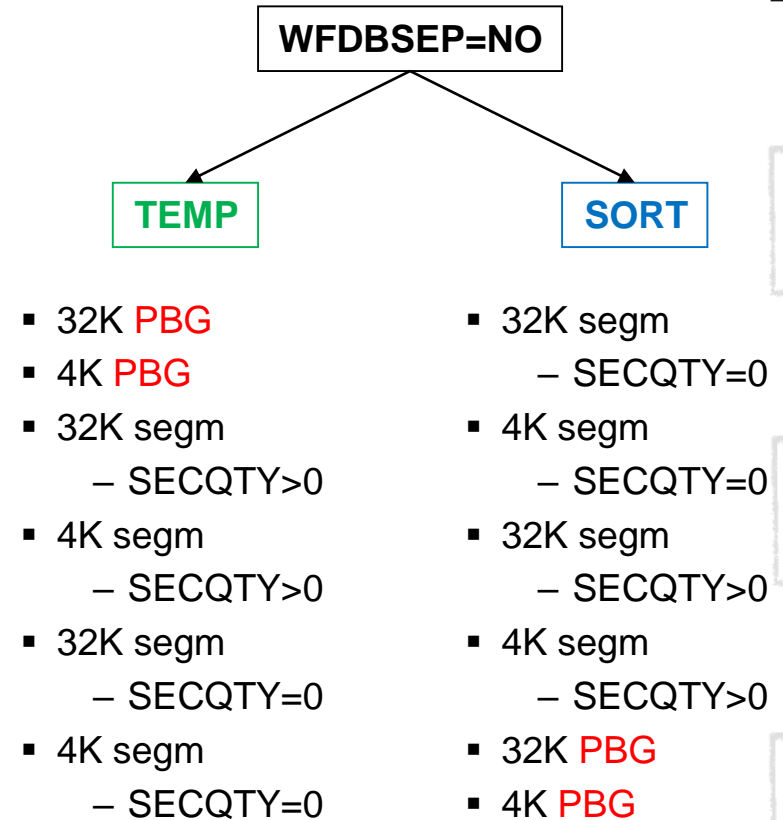 WFDBSEP=NO
TEMP
▪ 32K PBG
▪ 4K PBG
▪ 32K segm
– SECQTY>0
▪ 4K segm
– SECQTY>0
▪ 32K segm
– SECQTY=0
▪ 4K segm
– SECQTY=0
SORT
▪ 32K segm
– SECQTY=0
▪ 4K segm
– SECQTY=0
▪ 32K segm
– SECQTY>0
▪ 4K segm
– SECQTY>0
▪ 32K PBG
▪ 4K PBG